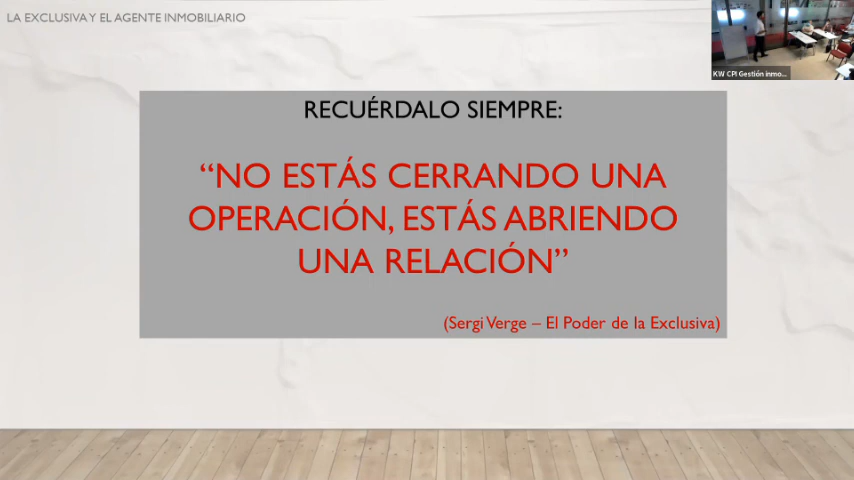 LA EXCLUSIVA Y EL AGENTE INMOBILIARIO
KW CPI Gestión inmo...
RECUÉRDALO SIEMPRE:
“NO ESTÁS CERRANDO UNA
OPERACIÓN, ESTÁS ABRIENDO
UNA RELACIÓN”
(Sergi Verge – El Poder de la Exclusiva)